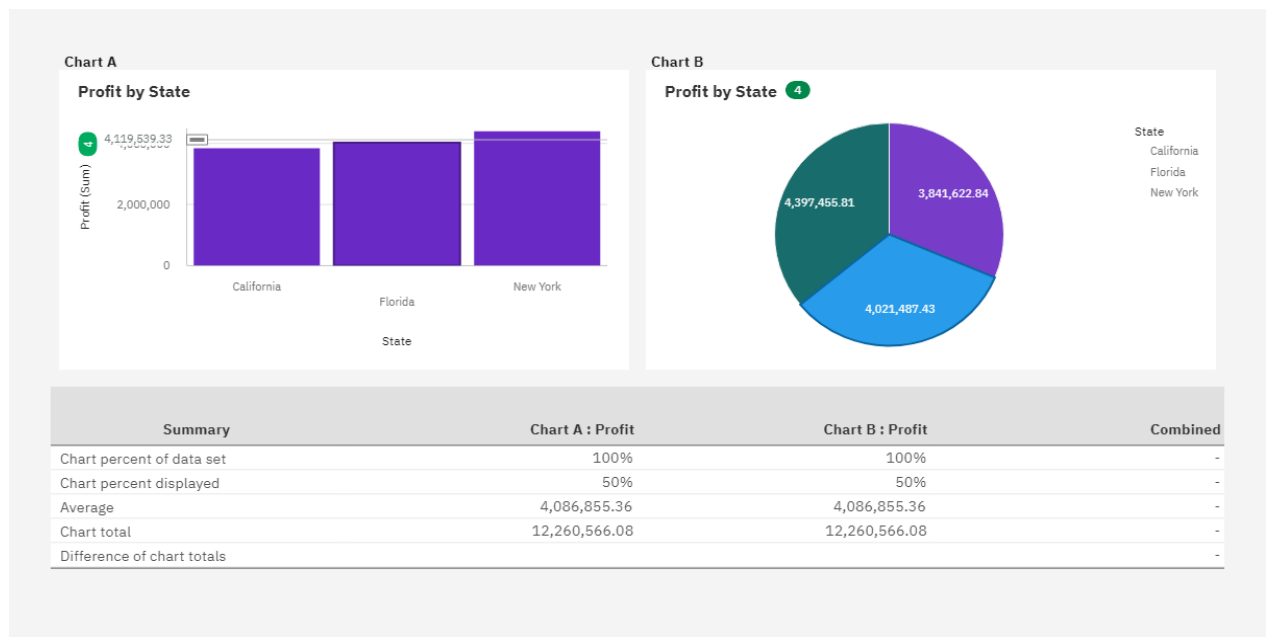 Chart A
Profit by State
4
4,119,539.33
2,000,000
0
Profit (Sum)
California
Florida
New York
State
Chart B
Profit by State 4
4,397,455.81
3,841,622.84
4,021,487.43
State
California
Florida
New York
Summary Chart A : Profit Chart B : Profit Combined
Chart percent of data set 100% 100% -
Chart percent displayed 50% 50% -
Average 4,086,855.36 4,086,855.36 -
Chart total 12,260,566.08 12,260,566.08 -
Difference of chart totals -